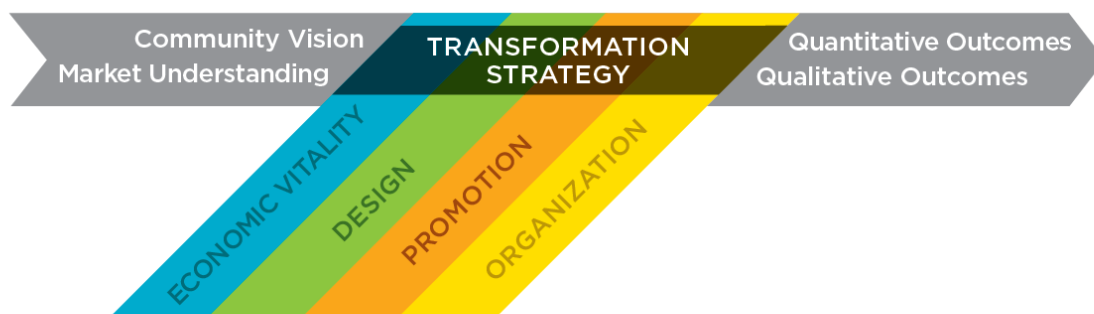 Community Vision
Market Understanding
TRANSFORMATION
STRATEGY
Quantitative Outcomes
Qualitative Outcomes
ECONOMIC VITALITY
DESIGN
PROMOTION
ORGANIZATION